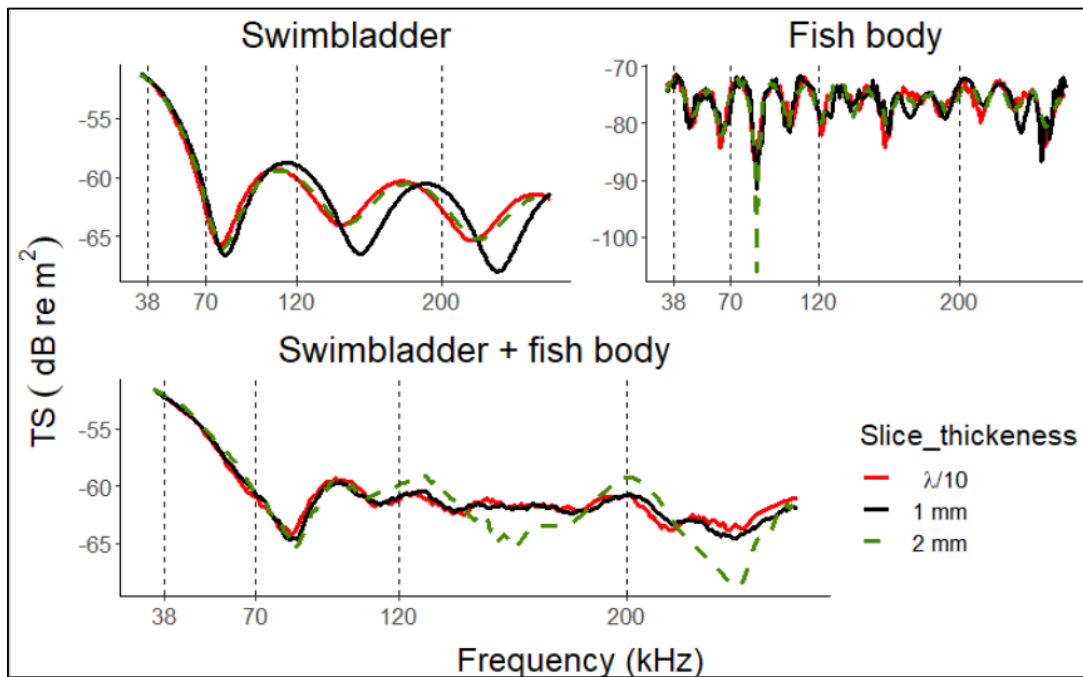 Swimbladder
Fish body
-55
-60
-65
38 70 120 200
-70
-80
-90
-100
38 70 120 200
Swimbladder + fish body
-55
-60
-65
38 70 120 200
TS ( dB re m²)
Frequency (kHz)
Slice_thickeness
λ/10
1 mm
2 mm